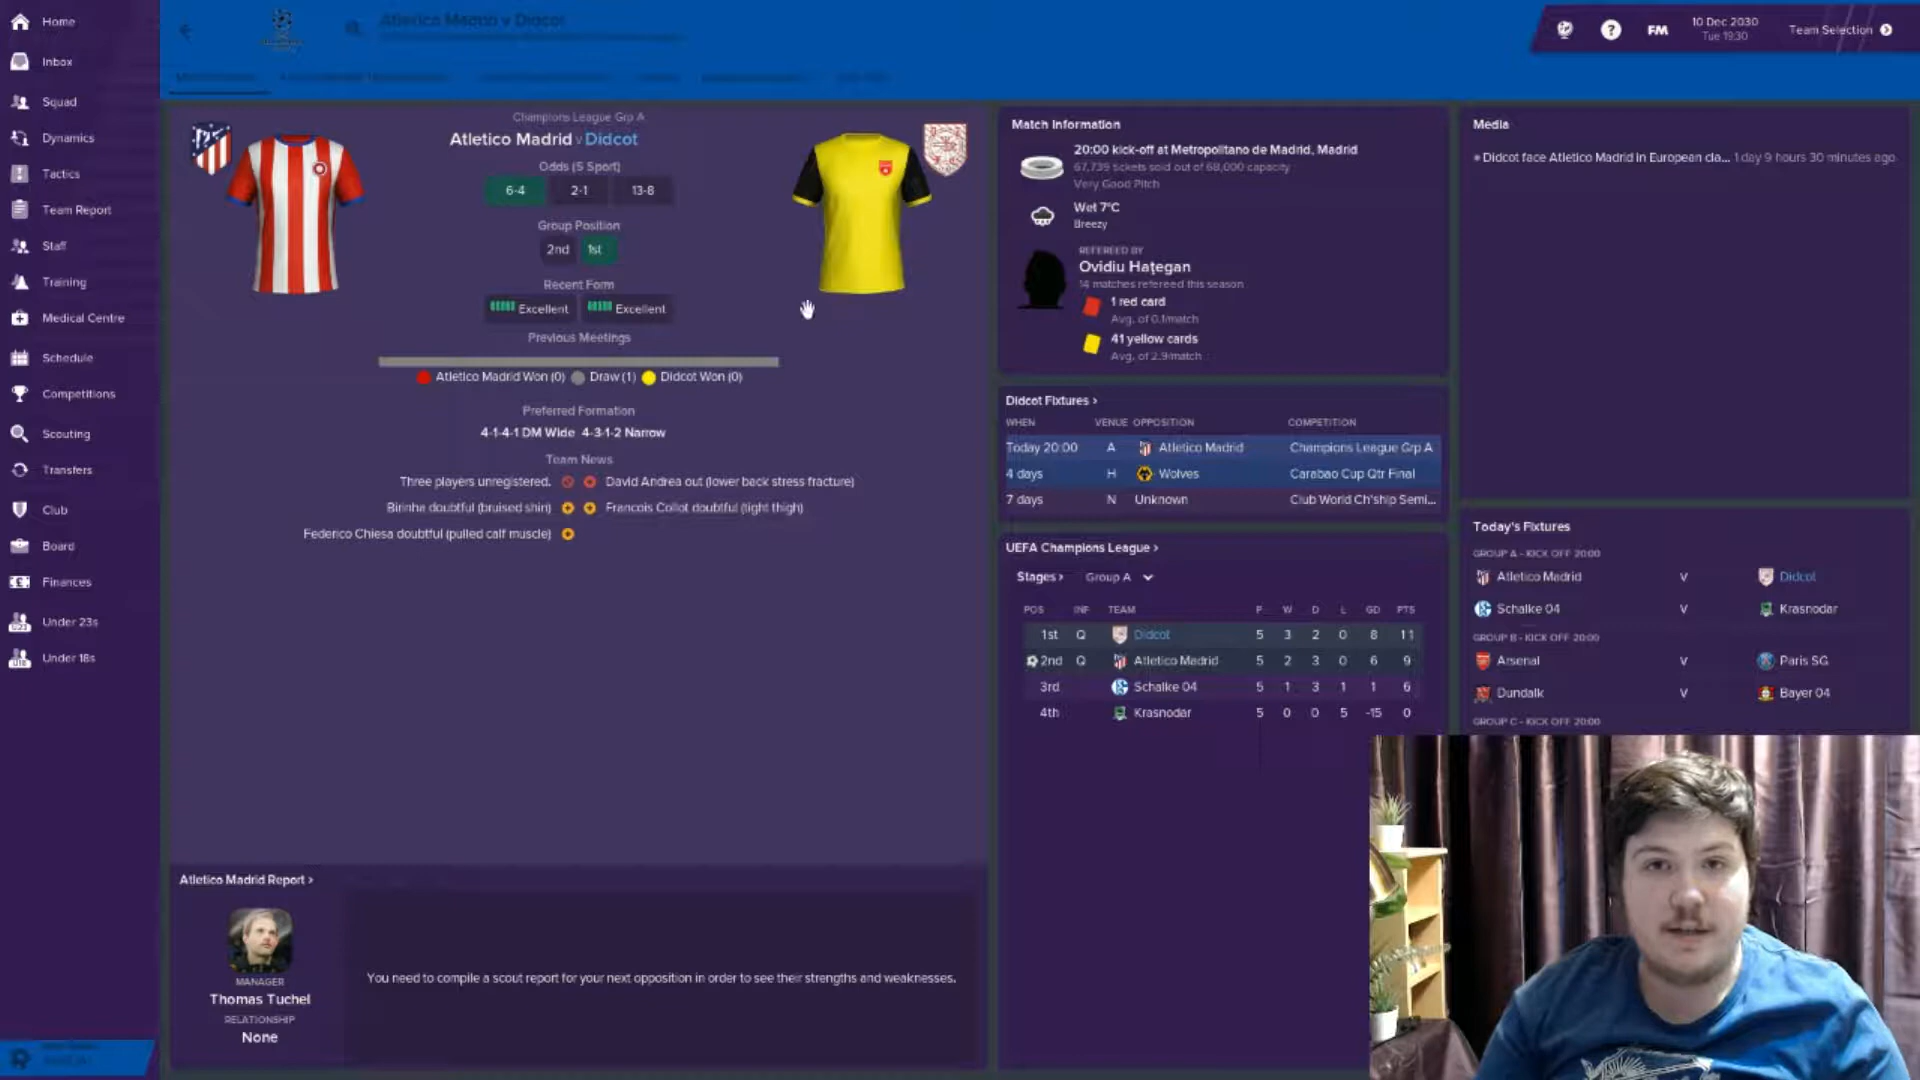 Home
Inbox
Squad
Dynamics
Tactics
Team Report
Staff
Training
Medical Centre
Schedule
Competitions
Scouting
Transfers
Club
Board
Finances
Under 23s
Under 18s
Atletico Madrid v Didcot
FM
10 Dec 2030
Tue 19:30
Team Selection
Champions League Grp A
Atletico Madrid v Didcot
Odds (S Sport)
6-4 2-1 13-8
Group Position
2nd 1st
Recent Form
Excellent Excellent
Previous Meetings
Atletico Madrid Won (0) Draw (1) Didcot Won (0)
Preferred Formation
4-1-4-1 DM Wide 4-3-1-2 Narrow
Team News
Three players unregistered. David Andrea out (lower back stress fracture)
Birinha doubtful (bruised shin) Francois Collot doubtful (tight thigh)
Federico Chiesa doubtful (pulled calf muscle)
Atletico Madrid Report >
MANAGER
Thomas Tuchel
RELATIONSHIP
None
You need to compile a scout report for your next opposition in order to see their strengths and weaknesses.
Match Information
20:00 kick-off at Metropolitano de Madrid, Madrid
67,739 tickets sold out of 68,000 capacity
Very Good Pitch
Wet 7°C
Breezy
REFEREED BY
Ovidiu Hațegan
14 matches refereed this season
1 red card
Avg. of 0.1/match
41 yellow cards
Avg. of 2.9/match
Didcot Fixtures >
WHEN VENUE OPPOSITION COMPETITION
Today 20:00 A Atletico Madrid Champions League Grp A
4 days H Wolves Carabao Cup Qtr Final
7 days N Unknown Club World Ch'ship Semi...
UEFA Champions League >
Stages > Group A
POS INF TEAM P W D L GD PTS
1st Q Didcot 5 3 2 0 8 11
2nd Q Atletico Madrid 5 2 3 0 6 9
3rd Schalke 04 5 1 3 1 1 6
4th Krasnodar 5 0 0 5 -15 0
Media
Didcot face Atletico Madrid in European cla... 1 day 9 hours 30 minutes ago
Today's Fixtures
GROUP A - KICK OFF 20:00
Atletico Madrid V Didcot
Schalke 04 V Krasnodar
GROUP B - KICK OFF 20:00
Arsenal V Paris SG
Dundalk V Bayer 04
GROUP C - KICK OFF 20:00